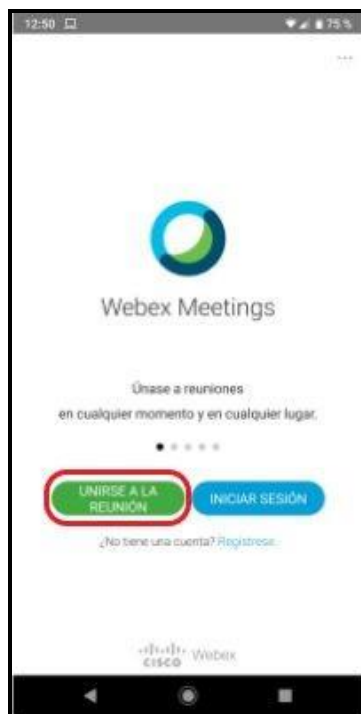 12:50
75 %
...
Webex Meetings
Únase a reuniones
en cualquier momento y en cualquier lugar.
UNIRSE A LA
REUNIÓN
INICIAR SESIÓN
¿No tiene una cuenta? Regístrese.
CISCO Webex